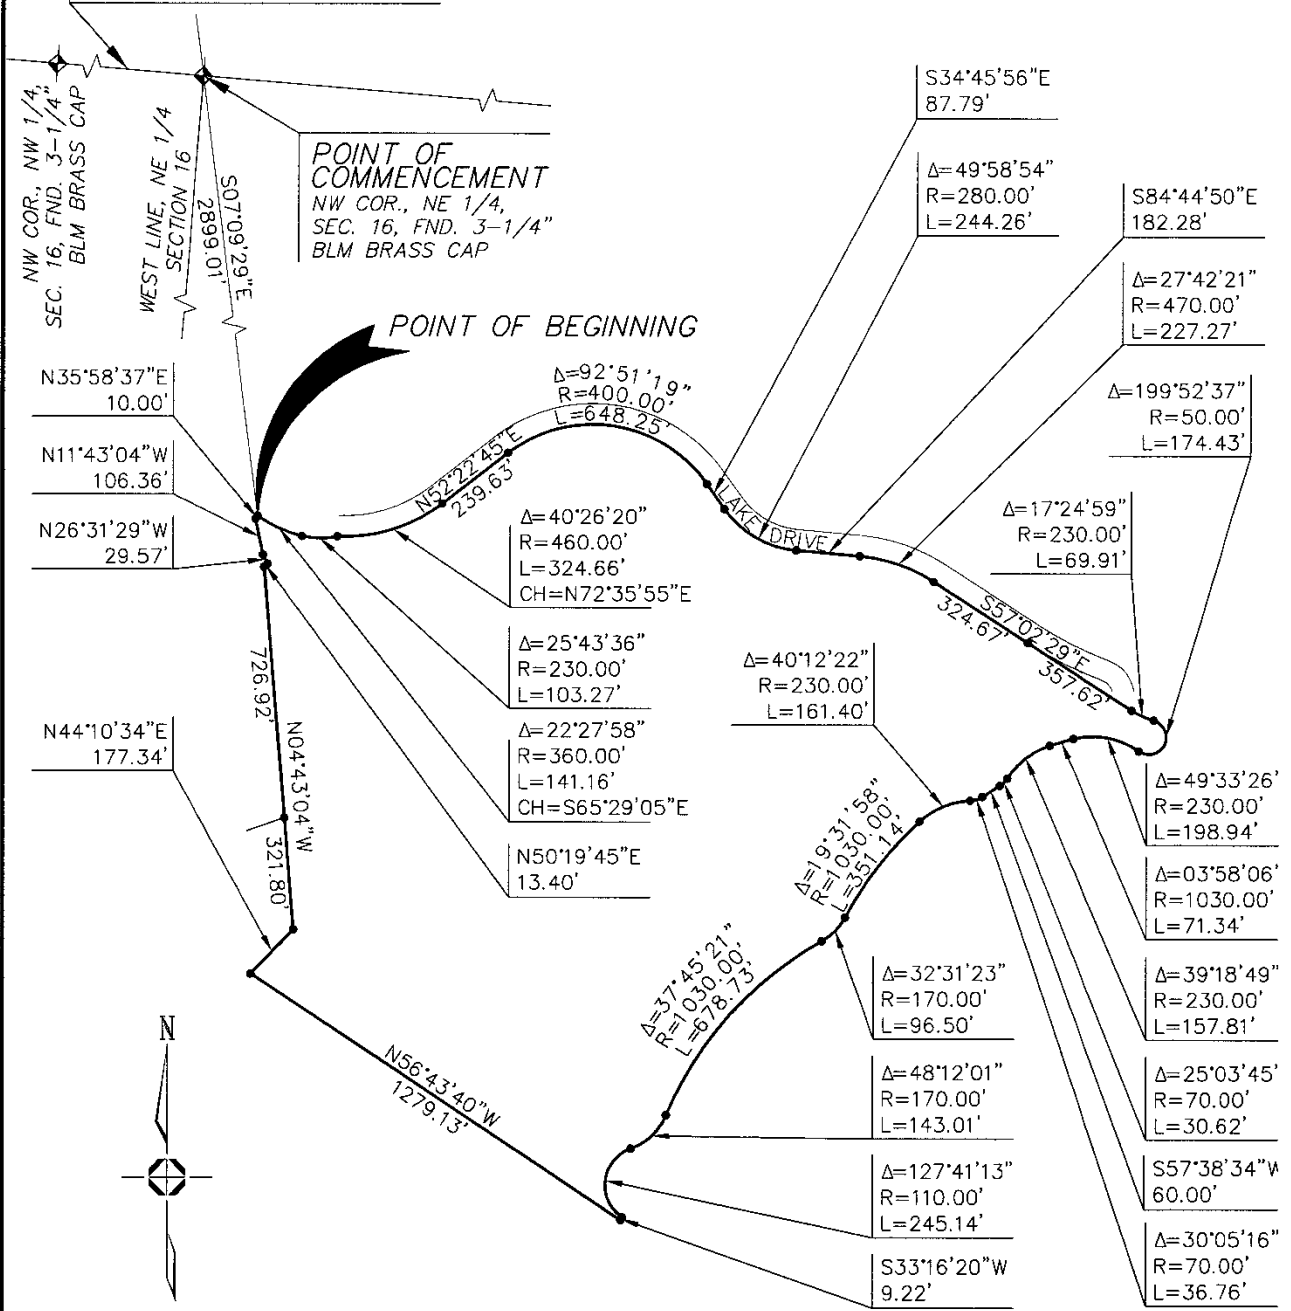 NW COR., NW 1/4,
SEC. 16, FND. 3-1/4"
BLM BRASS CAP
WEST LINE, NE 1/4
SECTION 16
S07°09'29"E
2899.01'
POINT OF
COMMENCEMENT
NW COR., NE 1/4,
SEC. 16, FND. 3-1/4"
BLM BRASS CAP
S34°45'56"E
87.79'
Δ=49°58'54"
R=280.00'
L=244.26'
S84°44'50"E
182.28'
Δ=27°42'21"
R=470.00'
L=227.27'
POINT OF BEGINNING
N35°58'37"E
10.00'
N11°43'04"W
106.36'
N26°31'29"W
29.57'
Δ=92°51'19"
R=400.00'
L=648.25'
N52°22'45"E
239.63'
Δ=199°52'37"
R=50.00'
L=174.43'
LAKE DRIVE
Δ=17°24'59"
R=230.00'
L=69.91'
Δ=40°26'20"
R=460.00'
L=324.66'
CH=N72°35'55"E
S57°02'29"E
324.67'
357.62'
Δ=25°43'36"
R=230.00'
L=103.27'
Δ=40°12'22"
R=230.00'
L=161.40'
726.92'
N04°43'04"W
321.80'
N44°10'34"E
177.34'
Δ=22°27'58"
R=360.00'
L=141.16'
CH=S65°29'05"E
N50°19'45"E
13.40'
Δ=19°31'58"
R=1030.00'
L=351.14'
Δ=49°33'26"
R=230.00'
L=198.94'
Δ=03°58'06"
R=1030.00'
L=71.34'
Δ=37°45'21"
R=1030.00'
L=678.73'
Δ=32°31'23"
R=170.00'
L=96.50'
Δ=39°18'49"
R=230.00'
L=157.81'
N
N56°43'40"W
1279.13'
Δ=48°12'01"
R=170.00'
L=143.01'
Δ=25°03'45"
R=70.00'
L=30.62'
Δ=127°41'13"
R=110.00'
L=245.14'
S57°38'34"W
60.00'
S33°16'20"W
9.22'
Δ=30°05'16"
R=70.00'
L=36.76'